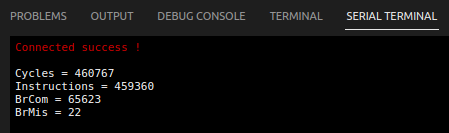 PROBLEMS OUTPUT DEBUG CONSOLE TERMINAL SERIAL TERMINAL
Connected success !
Cycles = 460767
Instructions = 459360
BrCom = 65623
BrMis = 22